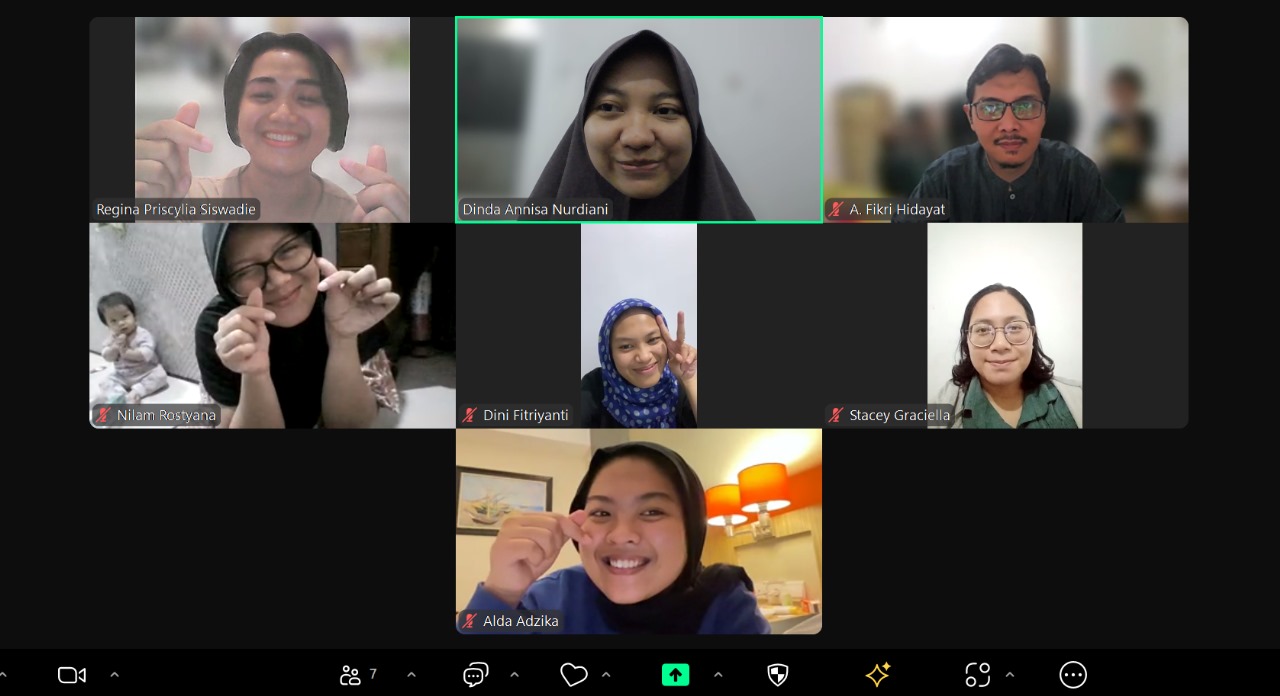 Regina Priscylia Siswadie
Dinda Annisa Nurdiani
A. Fikri Hidayat
Nilam Rostyana
Dini Fitriyanti
Stacey Graciella
Alda Adzika
7